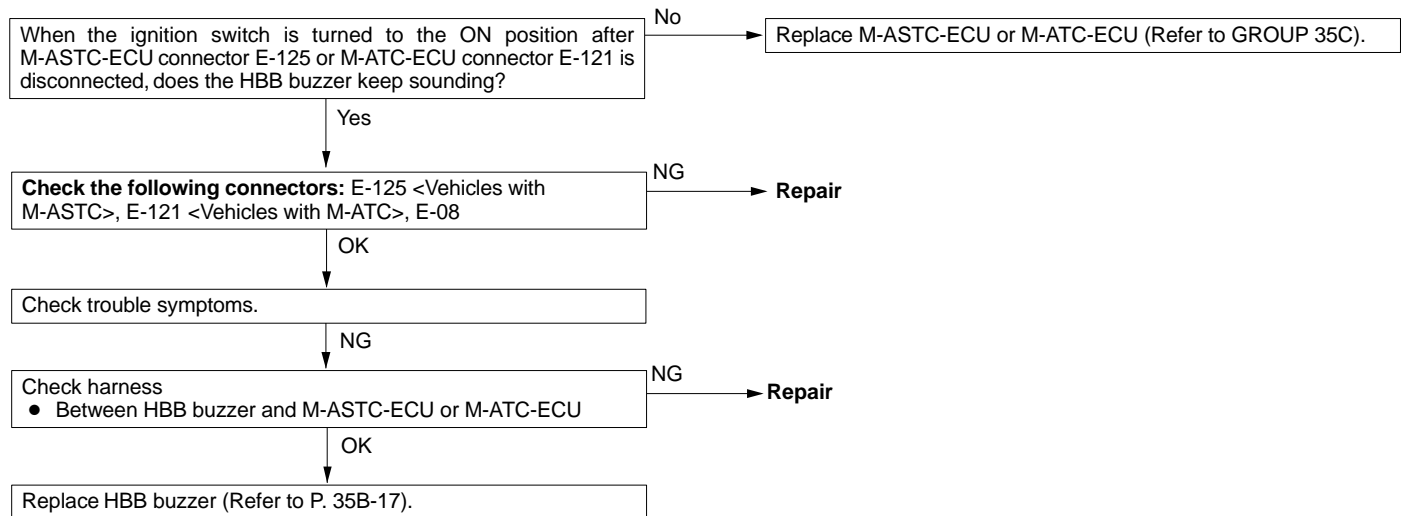 When the ignition switch is turned to the ON position after
M-ASTC-ECU connector E-125 or M-ATC-ECU connector E-121 is
disconnected, does the HBB buzzer keep sounding?
No
Replace M-ASTC-ECU or M-ATC-ECU (Refer to GROUP 35C).
Yes
Check the following connectors: E-125 <Vehicles with
M-ASTC>, E-121 <Vehicles with M-ATC>, E-08
NG
Repair
OK
Check trouble symptoms.
NG
Check harness
● Between HBB buzzer and M-ASTC-ECU or M-ATC-ECU
NG
Repair
OK
Replace HBB buzzer (Refer to P. 35B-17).